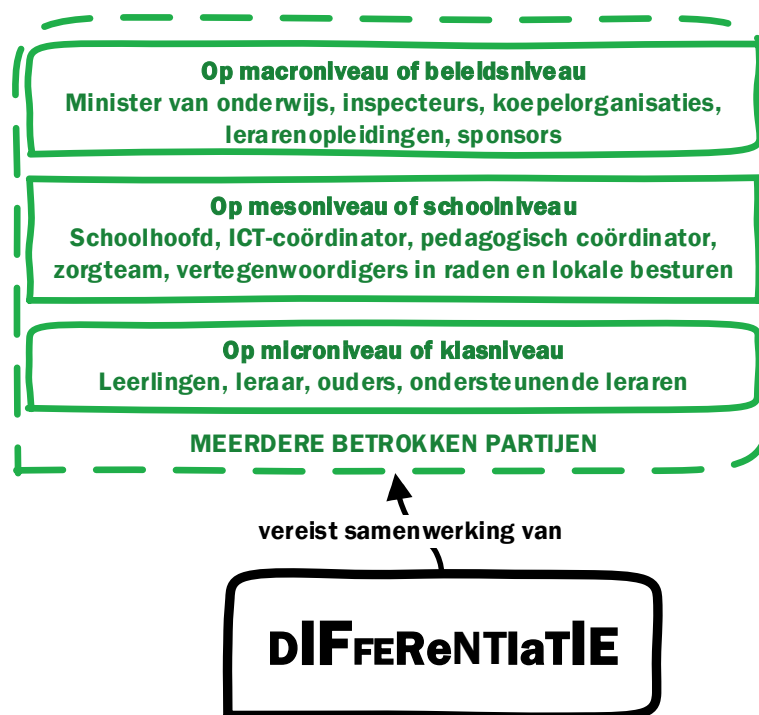 Op macroniveau of beleidsniveau
Minister van onderwijs, inspecteurs, koepelorganisaties,
lerarenopleidingen, sponsors
Op mesoniveau of schoolniveau
Schoolhoofd, ICT-coördinator, pedagogisch coördinator,
zorgteam, vertegenwoordigers in raden en lokale besturen
Op microniveau of klasniveau
Leerlingen, leraar, ouders, ondersteunende leraren
MEERDERE BETROKKEN PARTIJEN
vereist samenwerking van
DIFFEReNTIaTIE